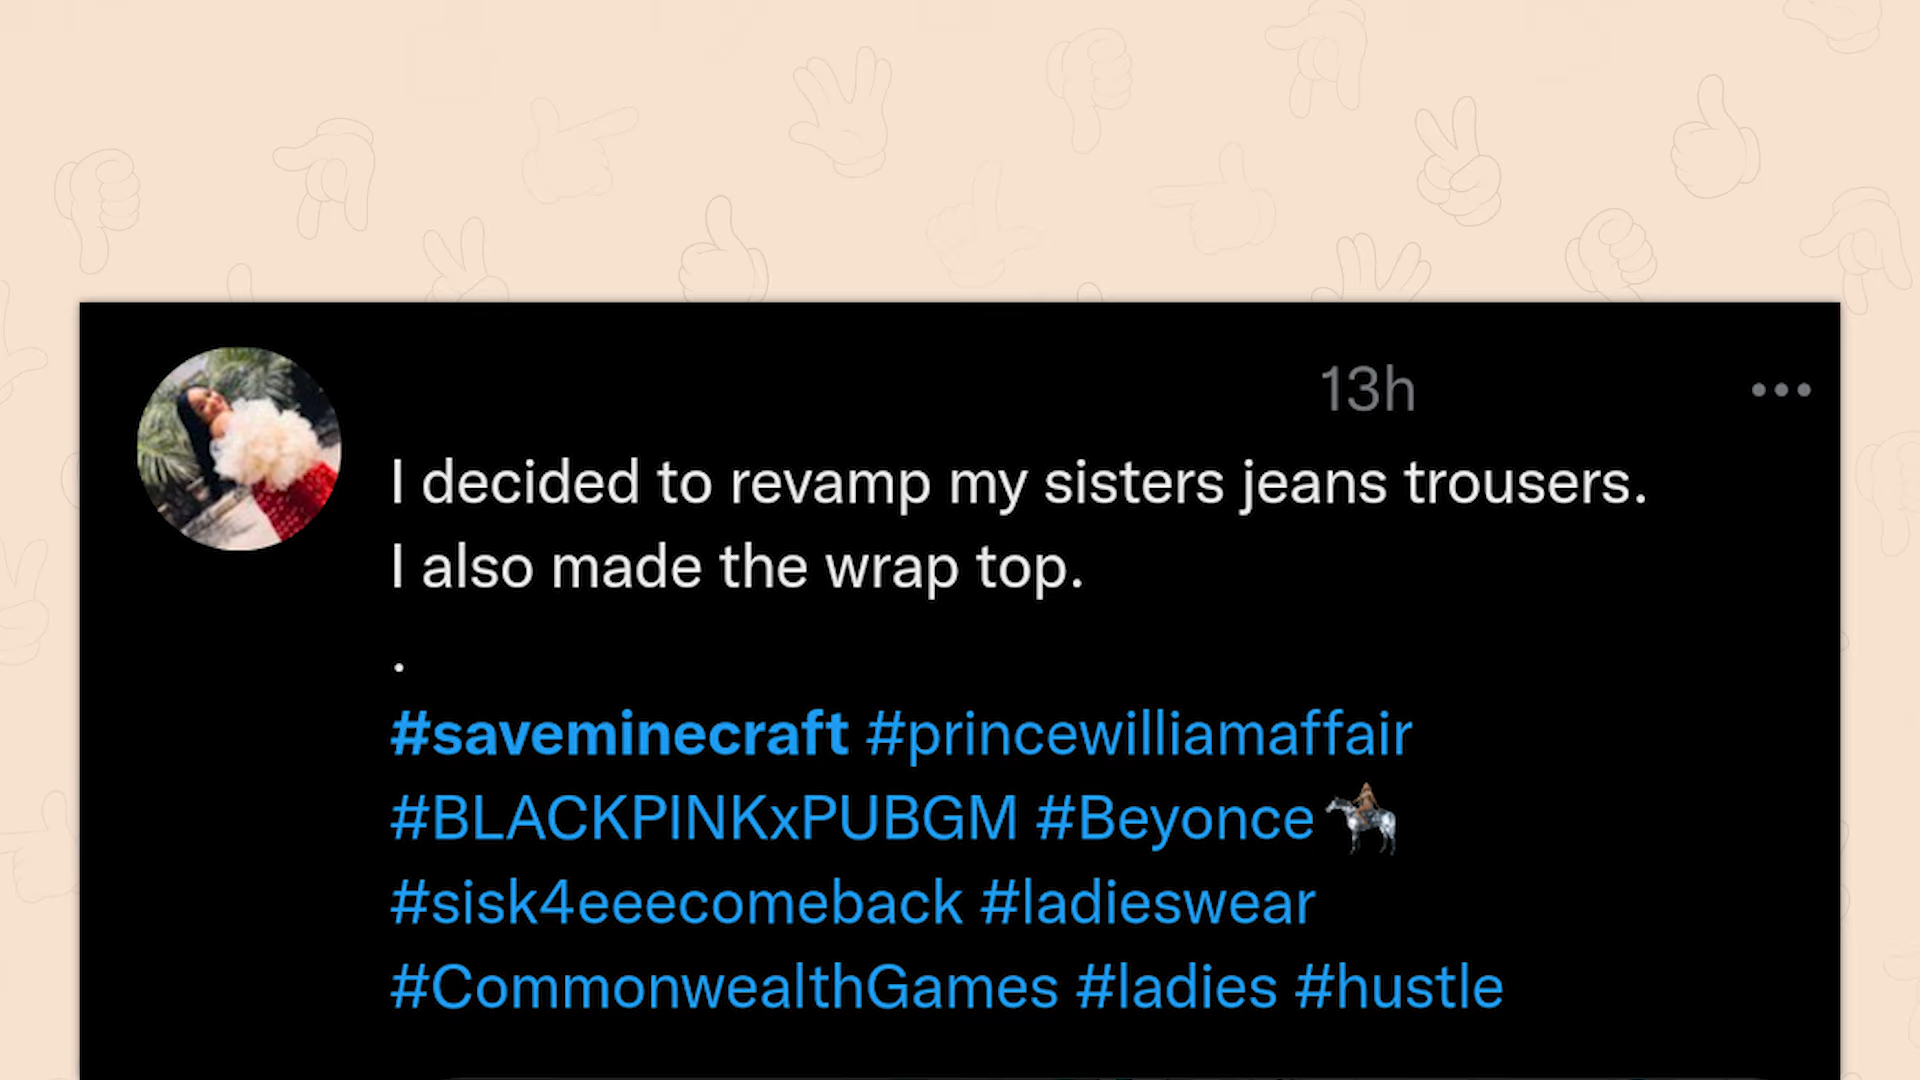 13h
I decided to revamp my sisters jeans trousers.
I also made the wrap top.
.
#saveminecraft #princewilliamaffair
#BLACKPINKxPUBGM #Beyonce
#sisk4eeecomeback #ladieswear
#CommonwealthGames #ladies #hustle